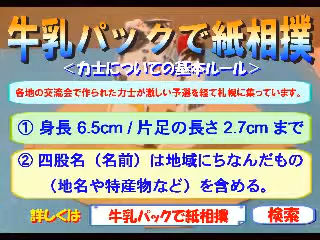 牛乳パックで紙相撲
＜力士についての基本ルール＞
各地の交流会で作られた力士が激しい予選を経て札幌に集っています。
① 身長 6.5cm / 片足の長さ 2.7cm まで
② 四股名（名前）は地域にちなんだもの
（地名や特産物など）を含める。
詳しくは 牛乳パックで紙相撲 検索